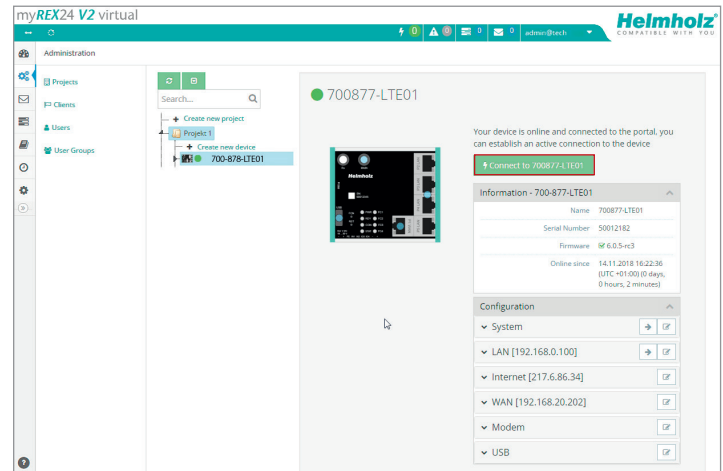 myREX24 V2 virtual
Helmholz®
COMPATIBLE WITH YOU
0 0 0 0 admin@tech
Administration
Projects
Clients
Users
User Groups
Search...
Create new project
Projekt 1
Create new device
700-878-LTE01
700877-LTE01
Helmholz
Your device is online and connected to the portal, you
can establish an active connection to the device
Connect to 700877-LTE01
Information - 700-877-LTE01
Name 700877-LTE01
Serial Number 50012182
Firmware 6.0.5-rc3
Online since 14.11.2018 16:22:36
(UTC +01:00) (0 days,
0 hours, 2 minutes)
Configuration
System
LAN [192.168.0.100]
Internet [217.6.86.34]
WAN [192.168.20.202]
Modem
USB